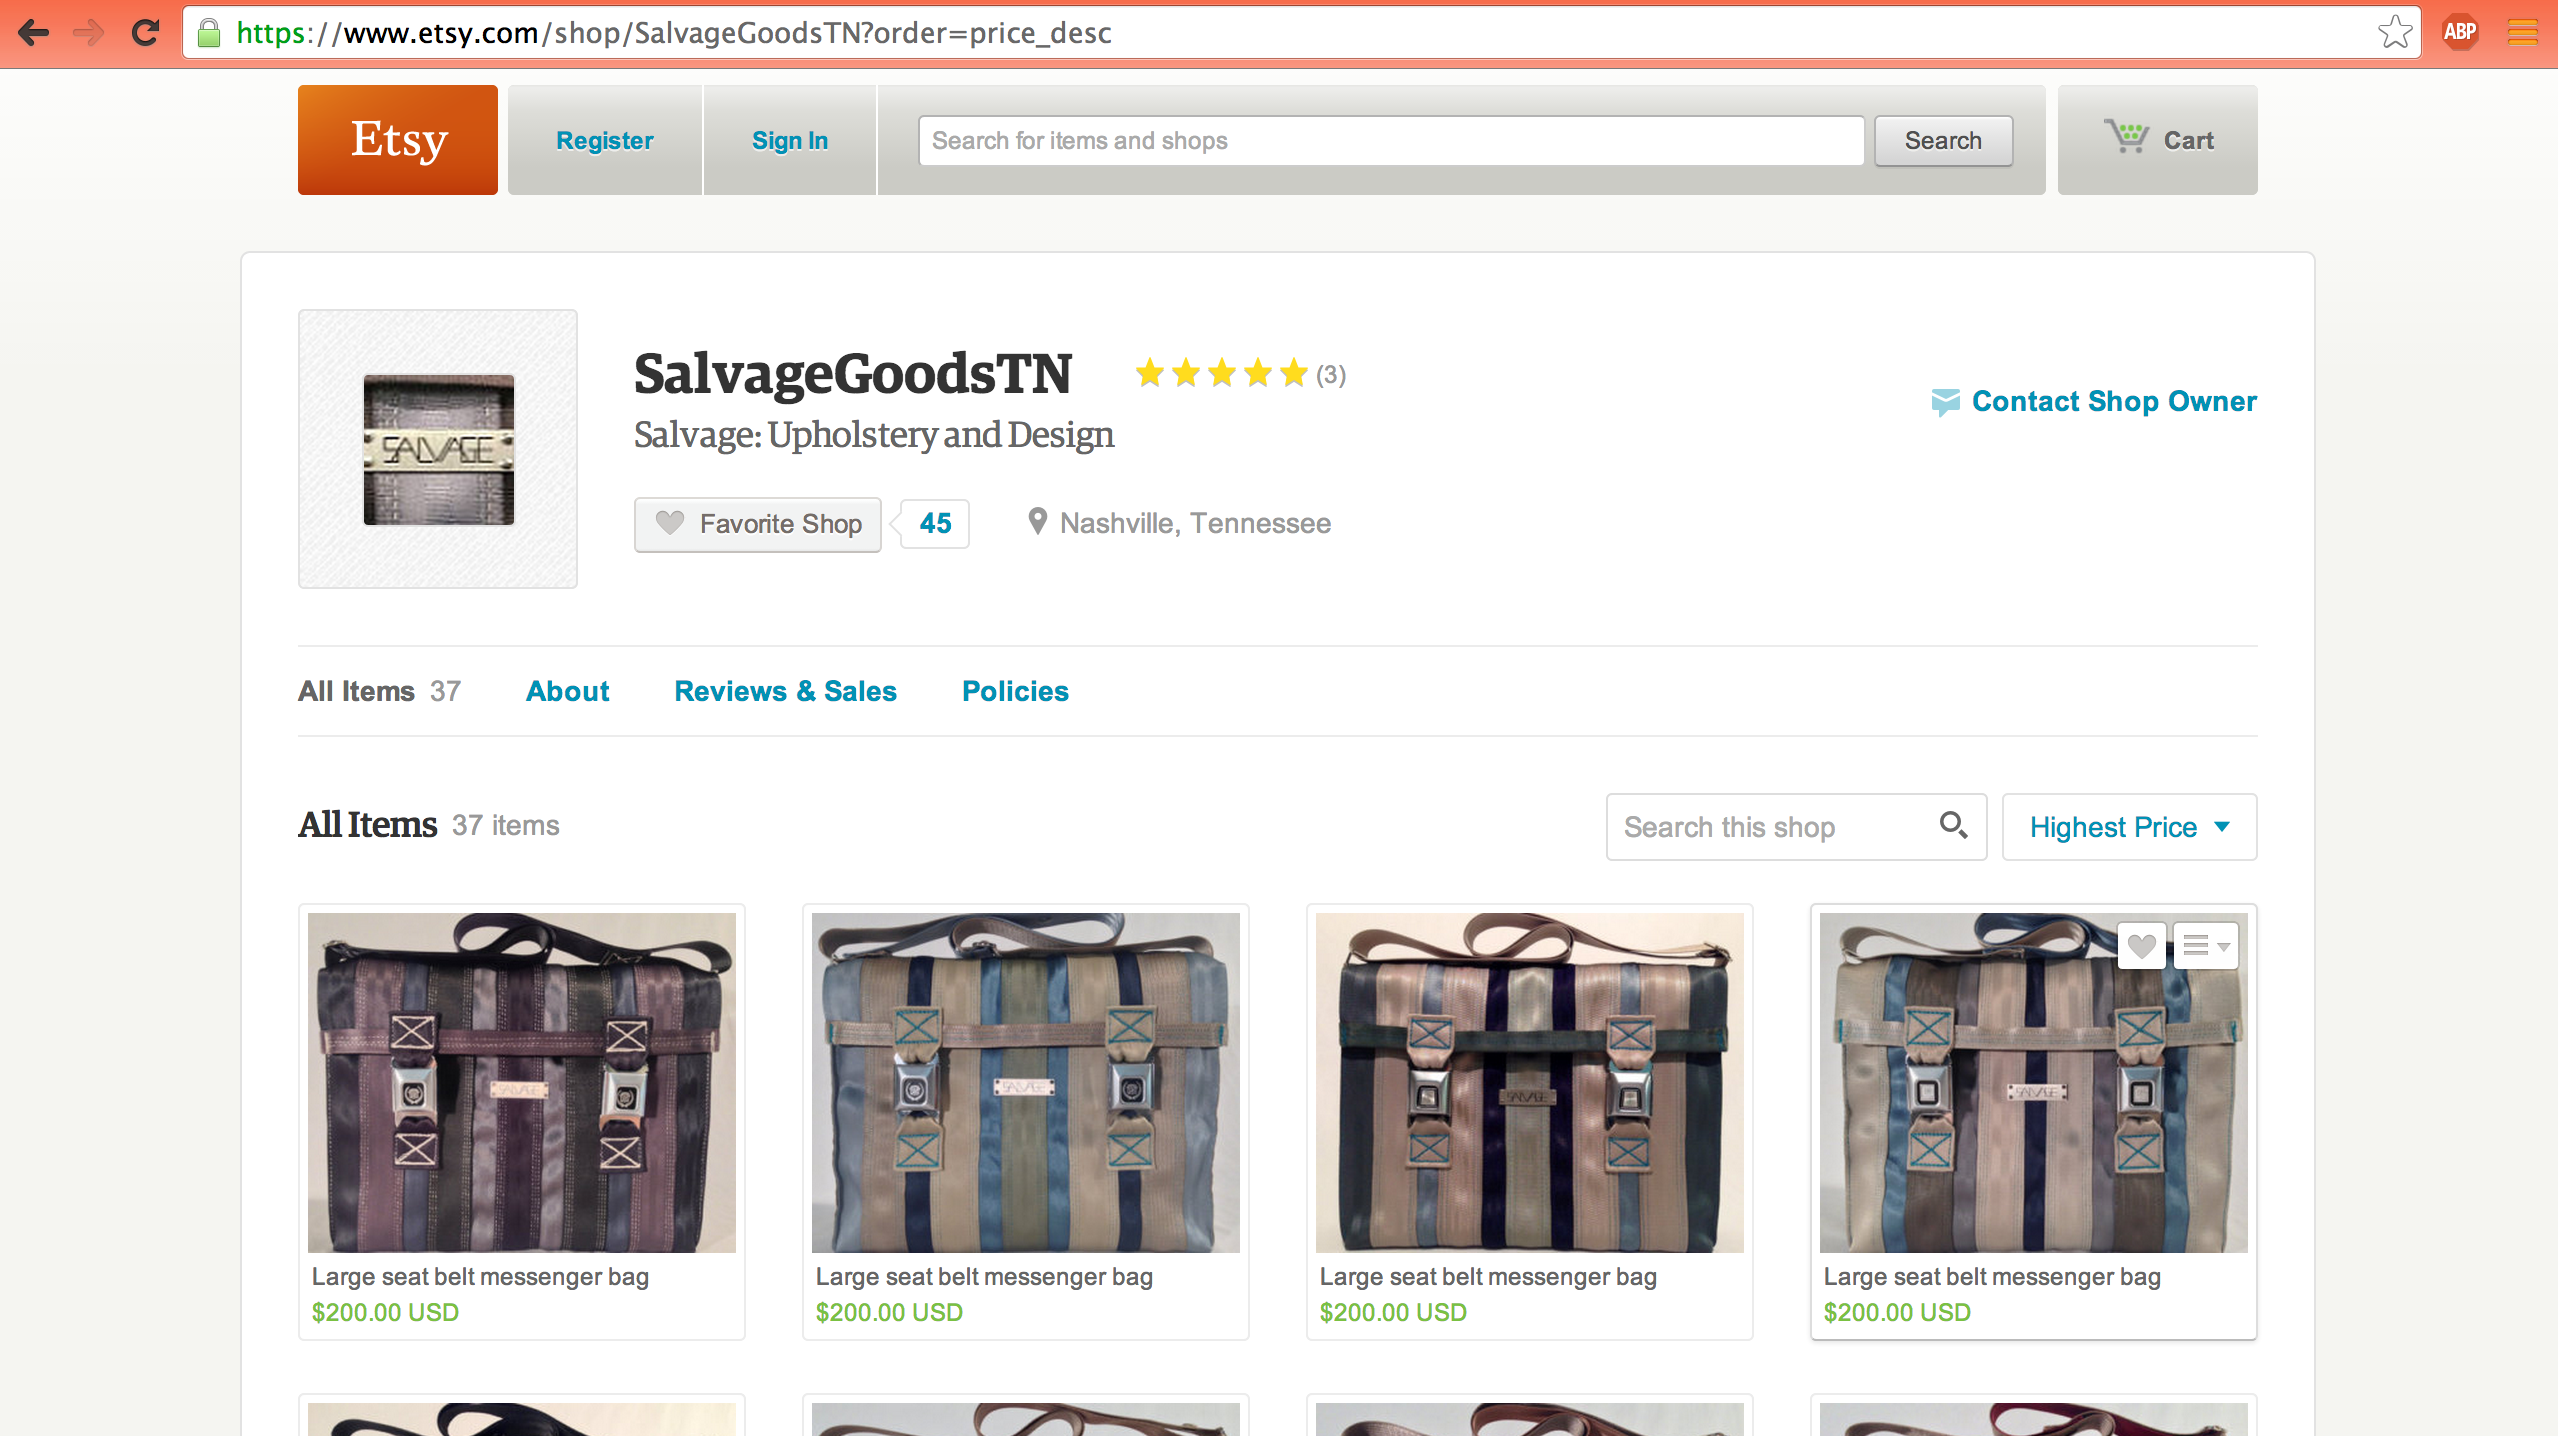 https://www.etsy.com/shop/SalvageGoodsTN?order=price_desc
ABP
Etsy
Register
Sign In
Search for items and shops
Search
Cart
SALVAGE
SalvageGoodsTN
(3)
Salvage: Upholstery and Design
Contact Shop Owner
Favorite Shop
45
Nashville, Tennessee
All Items 37
About
Reviews & Sales
Policies
All Items 37 items
Search this shop
Highest Price
SALVAGE
SALVAGE
SALVAGE
SALVAGE
Large seat belt messenger bag
$200.00 USD
Large seat belt messenger bag
$200.00 USD
Large seat belt messenger bag
$200.00 USD
Large seat belt messenger bag
$200.00 USD